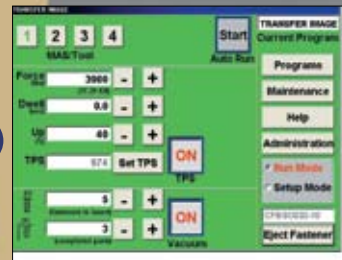 TRANSFER IMAGE
1 2 3 4
MAS/Tool
Start
Auto Run
TRANSFER IMAGE
Current Program
Force 3900 - +
Dwell 0.0 - +
Up 40 - +
TPS 574 Set TPS
ON
TPS
5 - +
3 - +
ON
Vacuum
Programs
Maintenance
Help
Administration
Run Mode
Setup Mode
Eject Fastener